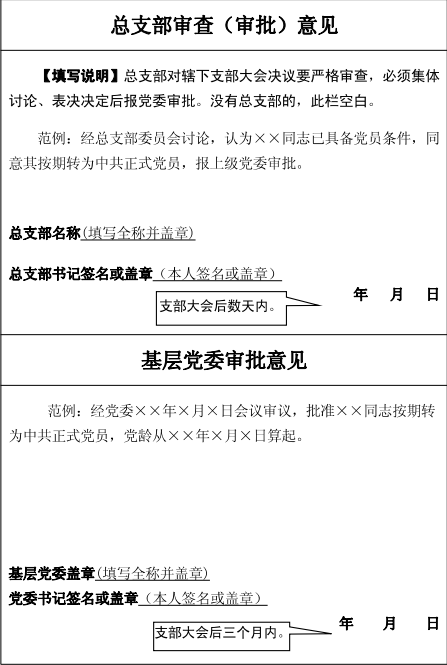 总支部审查（审批）意见
【填写说明】总支部对辖下支部大会决议要严格审查，必须集体
讨论、表决决定后报党委审批。没有总支部的，此栏空白。
范例：经总支部委员会讨论，认为××同志已具备党员条件，同
意其按期转为中共正式党员，报上级党委审批。
总支部名称(填写全称并盖章)
总支部书记签名或盖章（本人签名或盖章）
年 月 日
支部大会后数天内。
基层党委审批意见
范例：经党委××年×月×日会议审议，批准××同志按期转
为中共正式党员，党龄从××年×月×日算起。
基层党委盖章(填写全称并盖章)
党委书记签名或盖章（本人签名或盖章）
年 月 日
支部大会后三个月内。